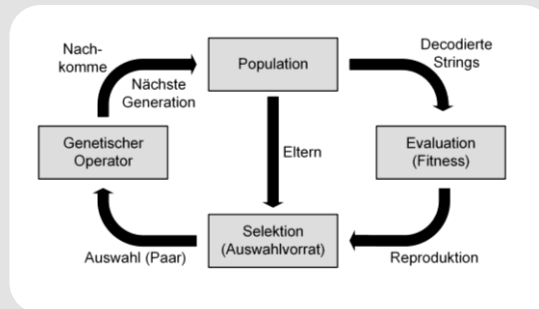 Nach-
komme
Nächste
Generation
Population
Decodierte
Strings
Genetischer
Operator
Eltern
Evaluation
(Fitness)
Auswahl (Paar)
Selektion
(Auswahlvorrat)
Reproduktion